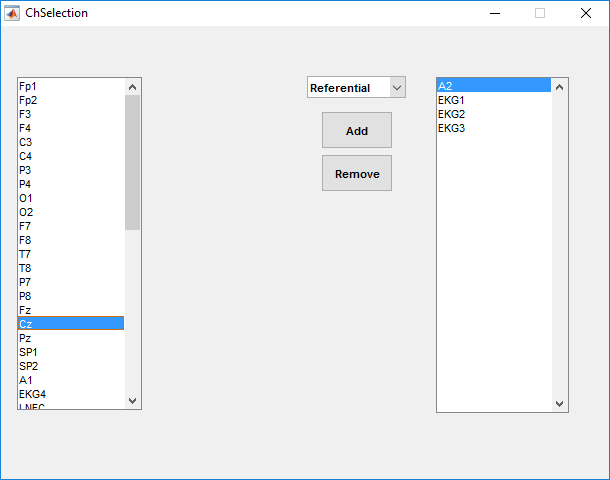 ChSelection
Fp1
Fp2
F3
F4
C3
C4
P3
P4
O1
O2
F7
F8
T7
T8
P7
P8
Fz
Cz
Pz
SP1
SP2
A1
EKG4
Referential
Add
Remove
A2
EKG1
EKG2
EKG3